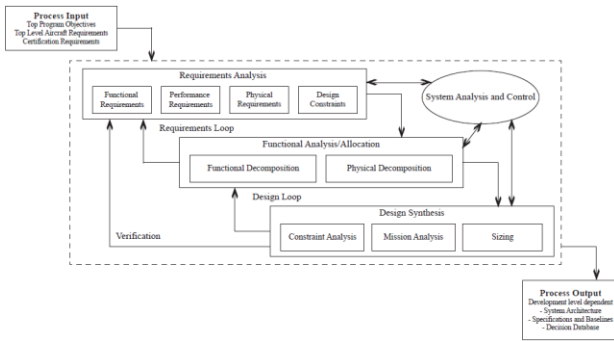 Process Input
Top Program Objectives
Top Level Aircraft Requirements
Certification Requirements
Requirements Analysis
Functional
Requirements
Performance
Requirements
Physical
Requirements
Design
Constraints
System Analysis and Control
Requirements Loop
Functional Analysis/Allocation
Functional Decomposition
Physical Decomposition
Design Loop
Design Synthesis
Constraint Analysis
Mission Analysis
Sizing
Verification
Process Output
Development level dependent
- System Architecture
- Specifications and Baselines
- Decision Database